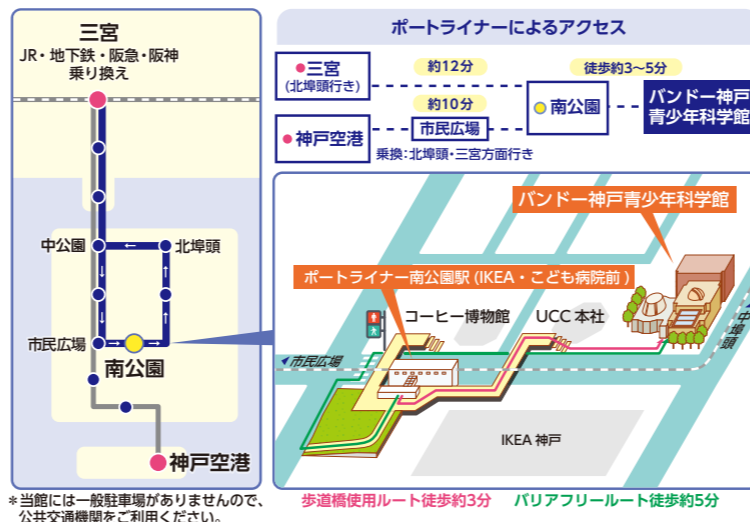 三宮
JR・地下鉄・阪急・阪神
乗り換え
中公園
北埠頭
市民広場
南公園
神戸空港
＊当館には一般駐車場がありませんので、
公共交通機関をご利用ください。
ポートライナーによるアクセス
三宮
(北埠頭行き)
約12分
徒歩約3〜5分
約10分
南公園
バンドー神戸
青少年科学館
神戸空港
市民広場
乗換:北埠頭・三宮方面行き
バンドー神戸青少年科学館
ポートライナー南公園駅(IKEA・こども病院前)
コーヒー博物館
UCC本社
中埠頭
市民広場
IKEA 神戸
歩道橋使用ルート徒歩約3分
バリアフリールート徒歩約5分